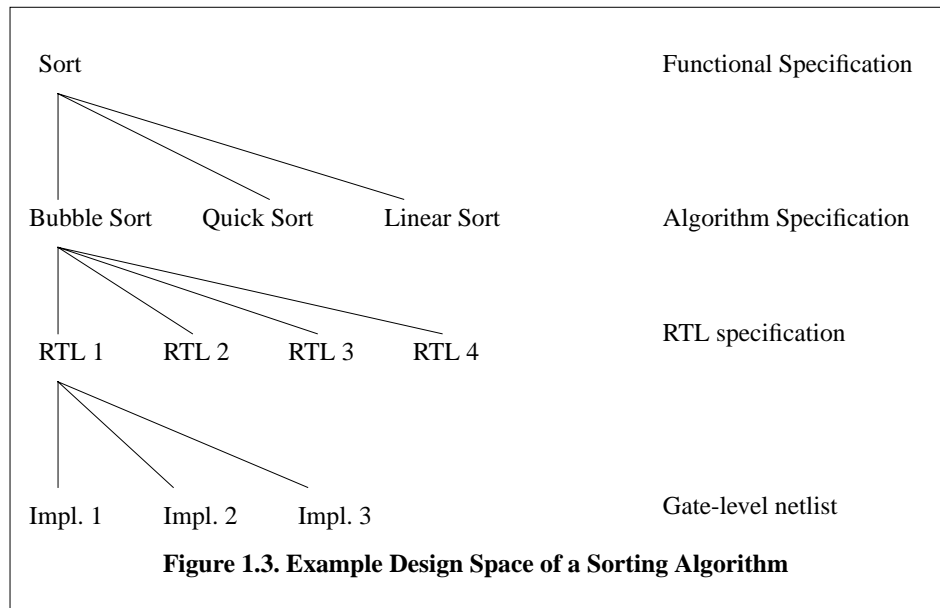 Sort Functional Specification
Bubble Sort Quick Sort Linear Sort Algorithm Specification
RTL 1 RTL 2 RTL 3 RTL 4 RTL specification
Impl. 1 Impl. 2 Impl. 3 Gate-level netlist
Figure 1.3. Example Design Space of a Sorting Algorithm